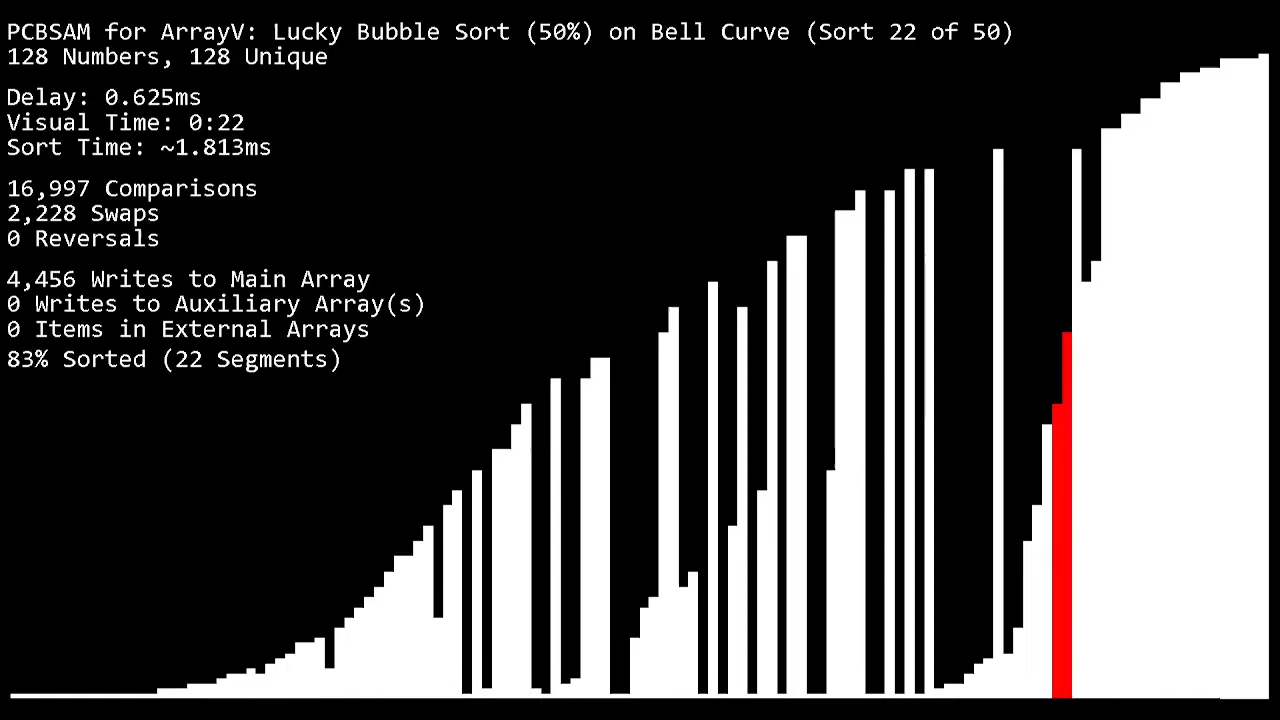 PCBSAM for ArrayV: Lucky Bubble Sort (50%) on Bell Curve (Sort 22 of 50)
128 Numbers, 128 Unique
Delay: 0.625ms
Visual Time: 0:22
Sort Time: ~1.813ms
16,997 Comparisons
2,228 Swaps
0 Reversals
4,456 Writes to Main Array
0 Writes to Auxiliary Array(s)
0 Items in External Arrays
83% Sorted (22 Segments)